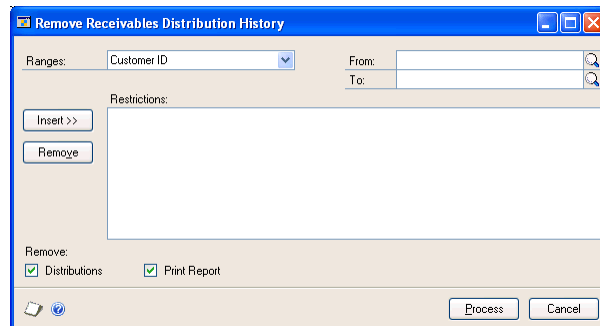 Remove Receivables Distribution History
Ranges: Customer ID From:
To:
Restrictions:
Insert >>
Remove
Remove:
Distributions Print Report
Process Cancel